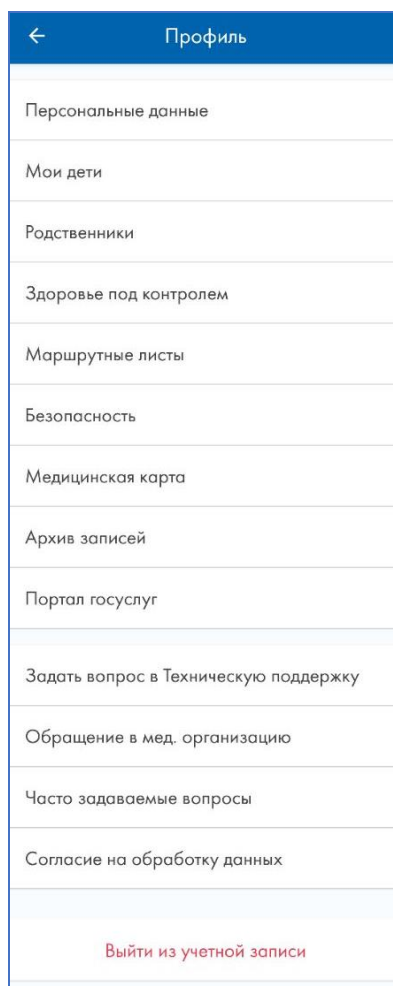 Профиль
Персональные данные
Мои дети
Родственники
Здоровье под контролем
Маршрутные листы
Безопасность
Медицинская карта
Архив записей
Портал госуслуг
Задать вопрос в Техническую поддержку
Обращение в мед. организацию
Часто задаваемые вопросы
Согласие на обработку данных
Выйти из учетной записи